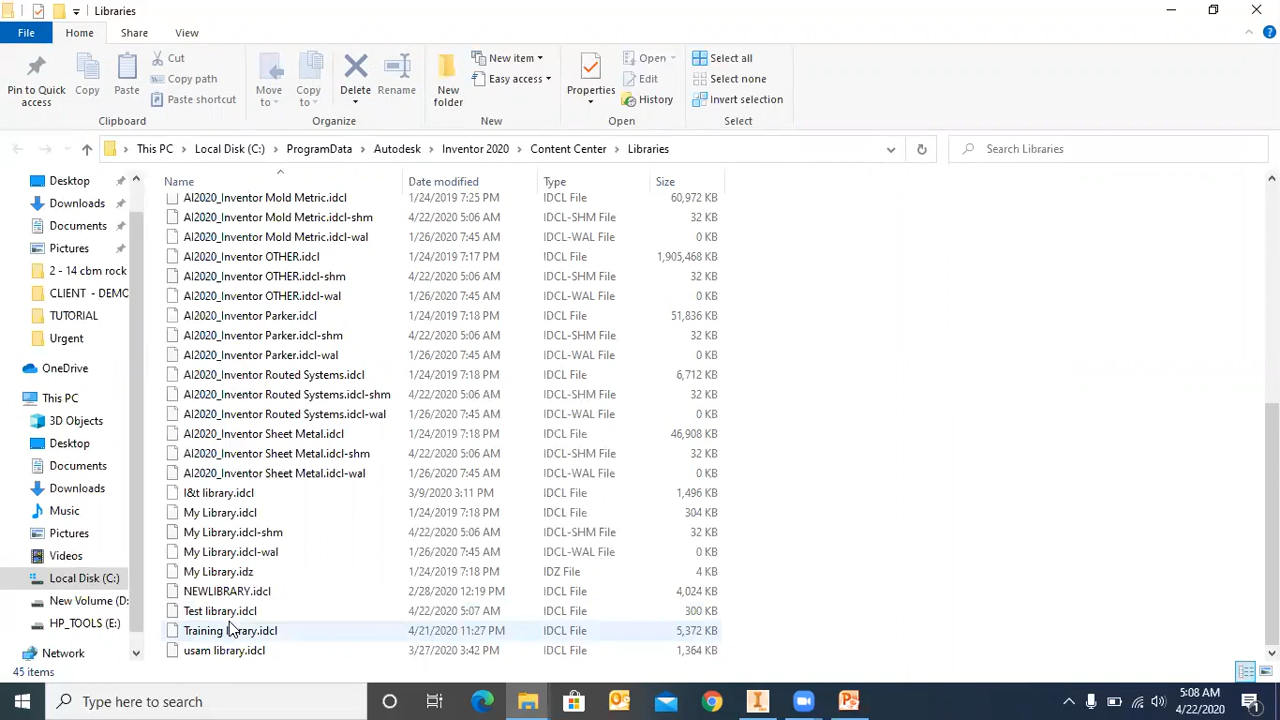 Libraries
File Home Share View
Pin to Quick access
Copy
Paste
Cut
Copy path
Paste shortcut
Clipboard
Move to
Copy to
Delete
Rename
Organize
New folder
New item
Easy access
New
Properties
Open
Edit
History
Open
Select all
Select none
Invert selection
Select
This PC > Local Disk (C:) > ProgramData > Autodesk > Inventor 2020 > Content Center > Libraries
Search Libraries
Desktop
Downloads
Documents
Pictures
2 - 14 cbm rock
CLIENT - DEMO
TUTORIAL
Urgent
OneDrive
This PC
3D Objects
Desktop
Documents
Downloads
Music
Pictures
Videos
Local Disk (C:)
New Volume (D:
HP_TOOLS (E:)
Network
Name Date modified Type Size
AI2020_Inventor Mold Metric.idcl 1/24/2019 7:25 PM IDCL File 60,972 KB
AI2020_Inventor Mold Metric.idcl-shm 4/22/2020 5:06 AM IDCL-SHM File 32 KB
AI2020_Inventor Mold Metric.idcl-wal 1/26/2020 7:45 AM IDCL-WAL File 0 KB
AI2020_Inventor OTHER.idcl 1/24/2019 7:17 PM IDCL File 1,905,468 KB
AI2020_Inventor OTHER.idcl-shm 4/22/2020 5:06 AM IDCL-SHM File 32 KB
AI2020_Inventor OTHER.idcl-wal 1/26/2020 7:45 AM IDCL-WAL File 0 KB
AI2020_Inventor Parker.idcl 1/24/2019 7:18 PM IDCL File 51,836 KB
AI2020_Inventor Parker.idcl-shm 4/22/2020 5:06 AM IDCL-SHM File 32 KB
AI2020_Inventor Parker.idcl-wal 1/26/2020 7:45 AM IDCL-WAL File 0 KB
AI2020_Inventor Routed Systems.idcl 1/24/2019 7:18 PM IDCL File 6,712 KB
AI2020_Inventor Routed Systems.idcl-shm 4/22/2020 5:06 AM IDCL-SHM File 32 KB
AI2020_Inventor Routed Systems.idcl-wal 1/26/2020 7:45 AM IDCL-WAL File 0 KB
AI2020_Inventor Sheet Metal.idcl 1/24/2019 7:18 PM IDCL File 46,908 KB
AI2020_Inventor Sheet Metal.idcl-shm 4/22/2020 5:06 AM IDCL-SHM File 32 KB
AI2020_Inventor Sheet Metal.idcl-wal 1/26/2020 7:45 AM IDCL-WAL File 0 KB
I&t library.idcl 3/9/2020 3:11 PM IDCL File 1,496 KB
My Library.idcl 1/24/2019 7:18 PM IDCL File 304 KB
My Library.idcl-shm 4/22/2020 5:06 AM IDCL-SHM File 32 KB
My Library.idcl-wal 1/26/2020 7:45 AM IDCL-WAL File 0 KB
My Library.idz 1/24/2019 7:18 PM IDZ File 4 KB
NEWLIBRARY.idcl 2/28/2020 12:19 PM IDCL File 4,024 KB
Test library.idcl 4/22/2020 5:07 AM IDCL File 300 KB
Training Library.idcl 4/21/2020 11:27 PM IDCL File 5,372 KB
usam library.idcl 3/27/2020 3:42 PM IDCL File 1,364 KB
45 items
Type here to search
5:08 AM
4/22/2020